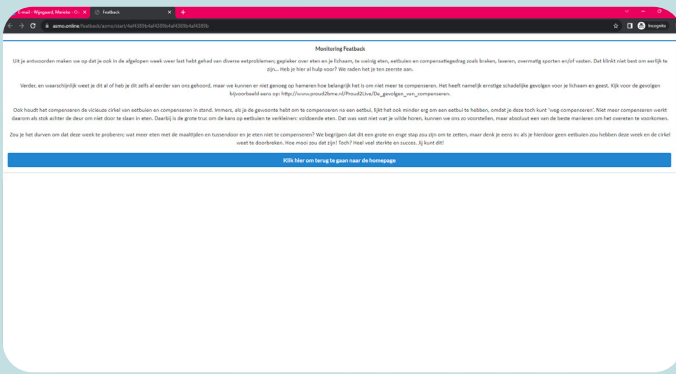 E-mail - Wijngaard, Mereke - O
Featback
asmo.online/featback/asmo/start/4af4389b4af4389b4af4389b4af4389b
Incognito
Monitoring Featback
Uit je antwoorden maken we op dat je ook in de afgelopen week weer last hebt gehad van diverse eetproblemen; gepieker over eten en je lichaam, te weinig eten, eetbuien en compensatiegedrag zoals braken, laxeren, overmatig sporten en/of vasten. Dat klinkt niet best om eerlijk te
zijn... Heb je hier al hulp voor? We raden het je ten zeerste aan.
Verder, en waarschijnlijk weet je dit al of heb je dit zelfs al eerder van ons gehoord, maar we kunnen er niet genoeg op hameren hoe belangrijk het is om niet meer te compenseren. Het heeft namelijk ernstige schadelijke gevolgen voor je lichaam en geest. Kijk voor de gevolgen
bijvoorbeeld eens op: http://www.proud2bme.nl/Proud2Live/De_gevolgen_van_compenseren.
Ook houdt het compenseren de vicieuze cirkel van eetbuien en compenseren in stand. Immers, als je de gewoonte hebt om te compenseren na een eetbui, lijkt het ook minder erg om een eetbui te hebben, omdat je deze toch kunt 'weg compenseren'. Niet meer compenseren werkt
daarom als stok achter de deur om niet door te slaan in eten. Daarbij is de grote truc om de kans op eetbuien te verkleinen: voldoende eten. Dat was vast niet wat je wilde horen, kunnen we ons zo voorstellen, maar absoluut een van de beste manieren om het overeten te voorkomen.
Zou je het durven om dat deze week te proberen; wat meer eten met de maaltijden en tussendoor en je eten niet te compenseren? We begrijpen dat dit een grote en enge stap zou zijn om te zetten, maar denk je eens in: als je hierdoor geen eetbuien zou hebben deze week en de cirkel
weet te doorbreken. Hoe mooi zou dat zijn! Toch? Heel veel sterkte en succes. Jij kunt dit!
Klik hier om terug te gaan naar de homepage